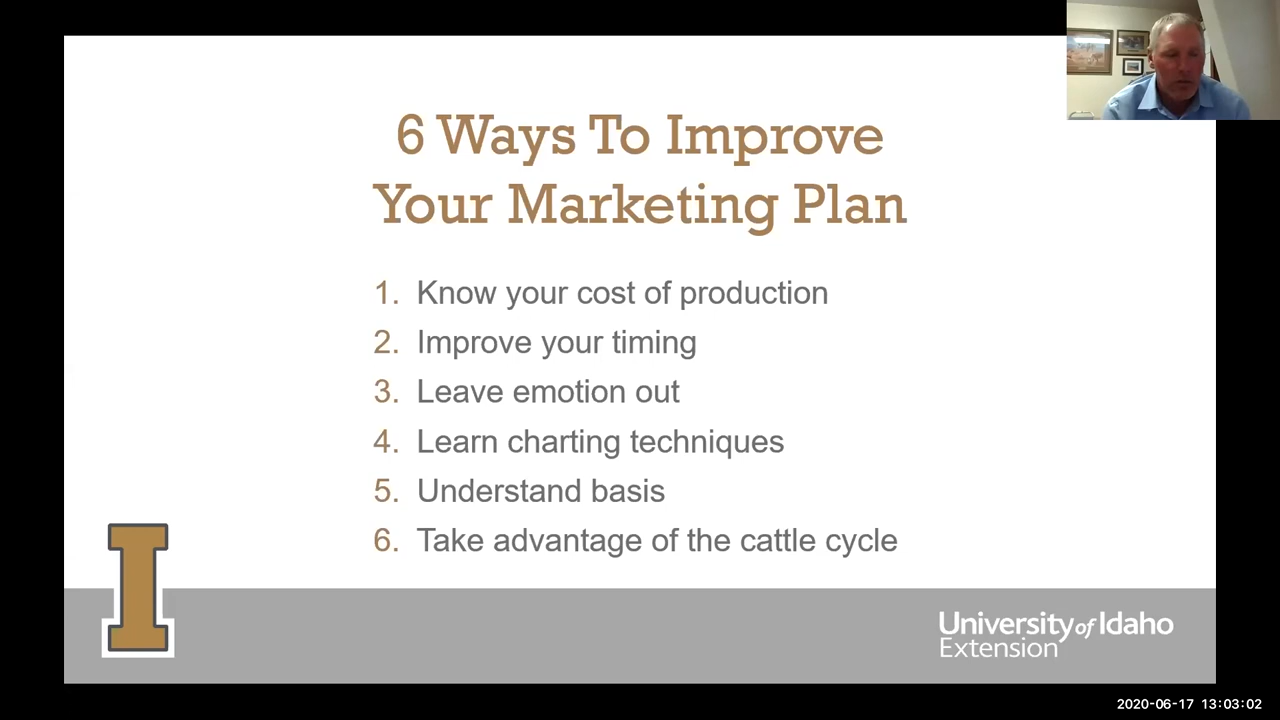 6 Ways To Improve
Your Marketing Plan
1. Know your cost of production
2. Improve your timing
3. Leave emotion out
4. Learn charting techniques
5. Understand basis
6. Take advantage of the cattle cycle
I
University of Idaho
Extension
2020-06-17 13:03:02